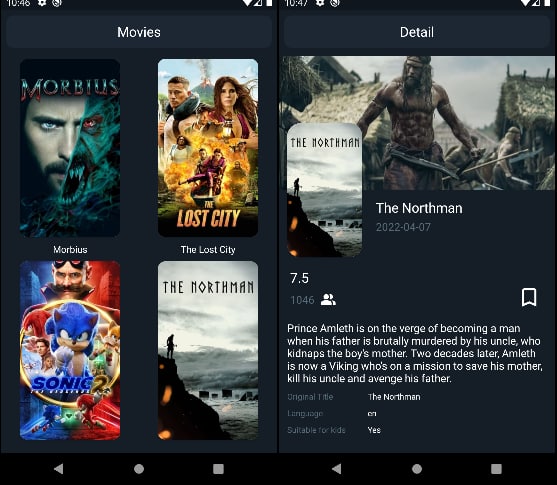 10:46
Movies
MORBIUS
THE
LOST CITY
Morbius
The Lost City
SONIC 2
THE HEDGEHOG
THE NORTHMAN
10:47
Detail
THE NORTHMAN
The Northman
2022-04-07
7.5
1046
Prince Amleth is on the verge of becoming a man
when his father is brutally murdered by his uncle, who
kidnaps the boy's mother. Two decades later, Amleth
is now a Viking who's on a mission to save his mother,
kill his uncle and avenge his father.
Original Title The Northman
Language en
Suitable for kids Yes